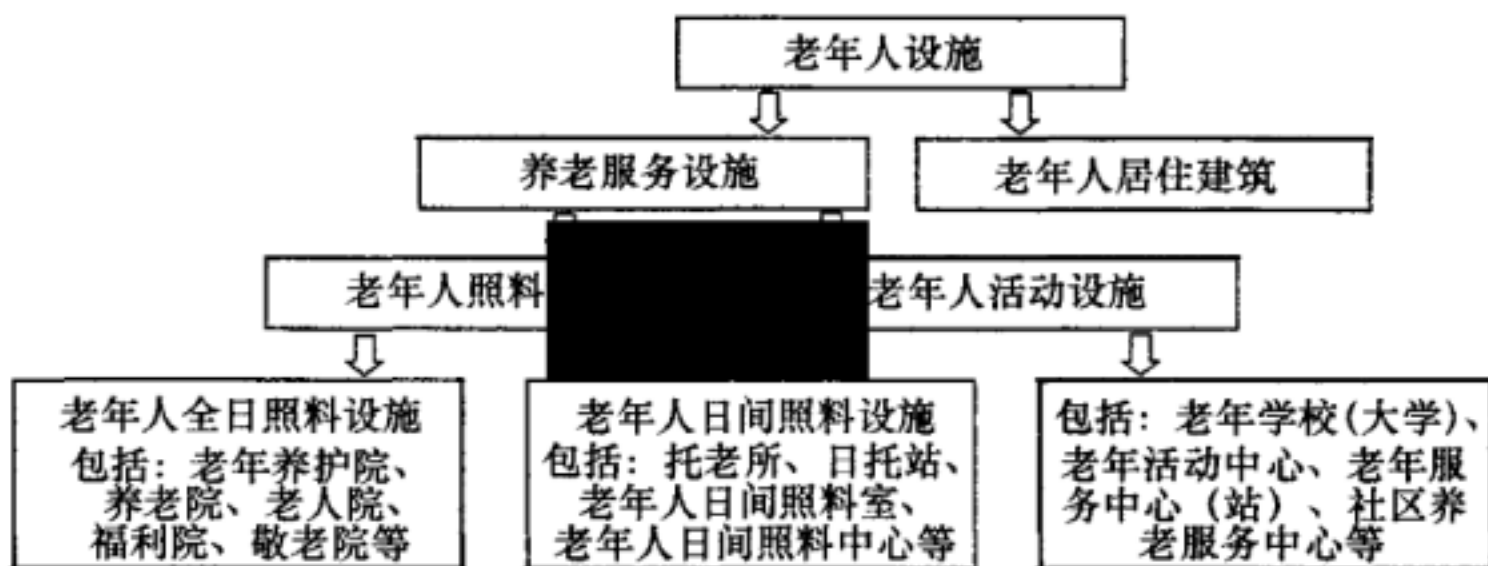 老年人设施
养老服务设施
老年人居住建筑
老年人照料
老年人活动设施
老年人全日照料设施
包括：老年养护院、
养老院、老人院、
福利院、敬老院等
老年人日间照料设施
包括：托老所、日托站、
老年人日间照料室、
老年人日间照料中心等
包括：老年学校(大学)、
老年活动中心、老年服
务中心（站）、社区养
老服务中心等